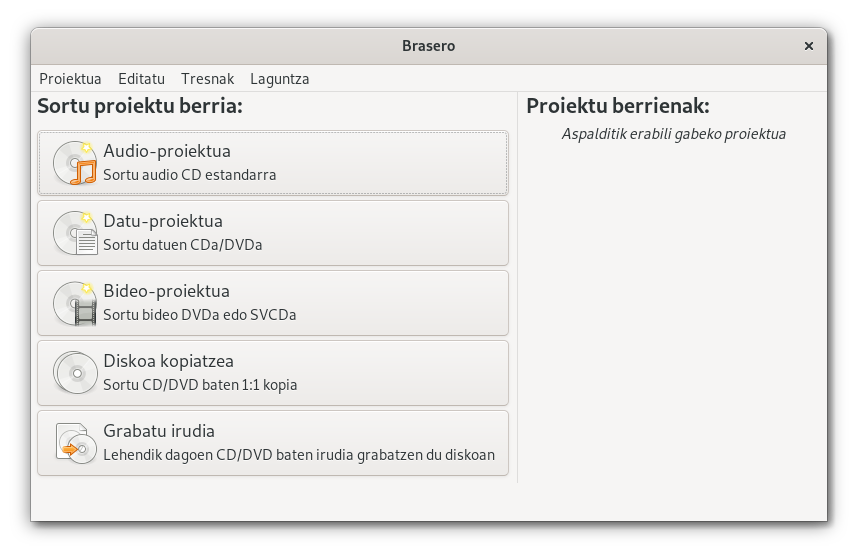 Brasero
Proiektua Editatu Tresnak Laguntza
Sortu proiektu berria:
Audio-proiektua
Sortu audio CD estandarra
Datu-proiektua
Sortu datuen CDa/DVDa
Bideo-proiektua
Sortu bideo DVDa edo SVCDa
Diskoa kopiatzea
Sortu CD/DVD baten 1:1 kopia
Grabatu irudia
Lehendik dagoen CD/DVD baten irudia grabatzen du diskoan
Proiektu berrienak:
Aspalditik erabili gabeko proiektua